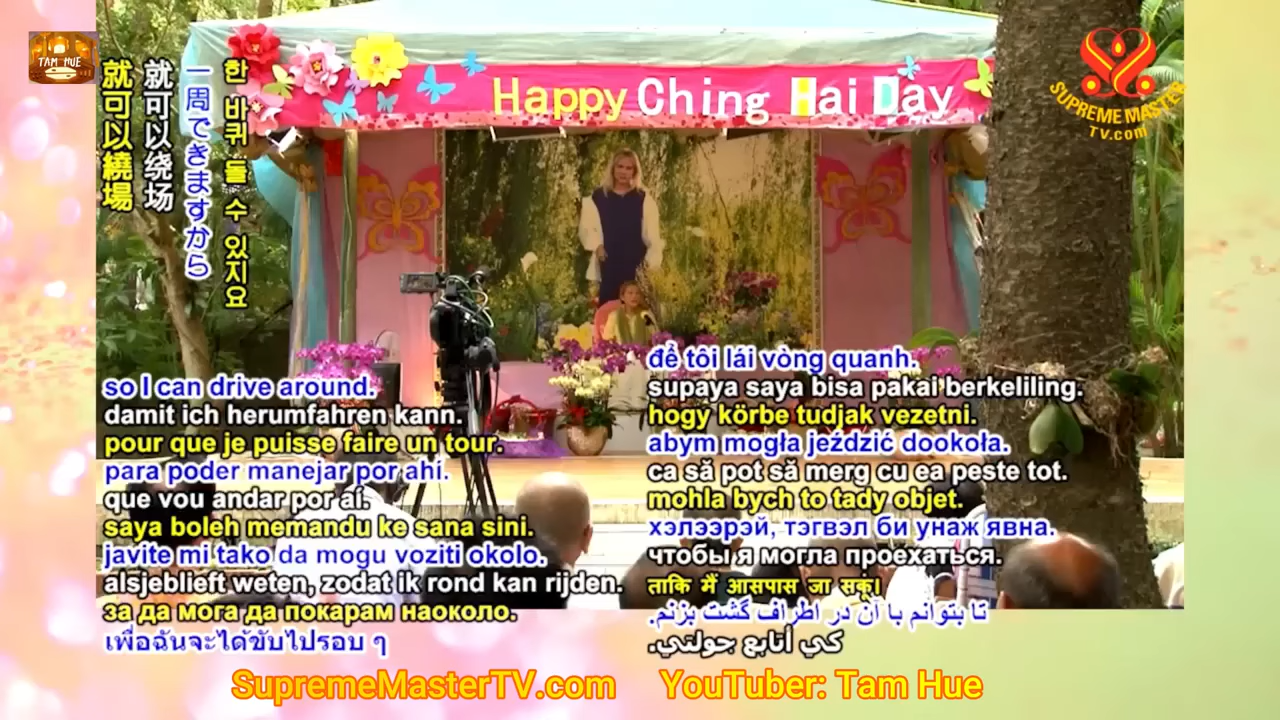 TAM HUE
就可以繞場
就可以绕场
一周できますから
한 바퀴 돌 수 있지요
Happy Ching Hai Day
SUPREME MASTER
TV.com
so I can drive around.
damit ich herumfahren kann.
pour que je puisse faire un tour.
para poder manejar por ahí.
que vou andar por aí.
saya boleh memandu ke sana sini.
javite mi tako da mogu voziti okolo.
alsjeblieft weten, zodat ik rond kan rijden.
за да мога да покарам наоколо.
เพื่อฉันจะได้ขับไปรอบ ๆ
để tôi lái vòng quanh.
supaya saya bisa pakai berkeliling.
hogy körbe tudjak vezetni.
abym mogła jeździć dookoła.
ca să pot să merg cu ea peste tot.
mohla bych to tady objet.
хэлээрэй, тэгвэл би унаж явна.
чтобы я могла проехаться.
ताकि मैं आसपास जा सकूं।
تا بتوانم با آن در اطراف گشت بزنم.
كي أتابع جولتي.
SupremeMasterTV.com
YouTuber: Tam Hue